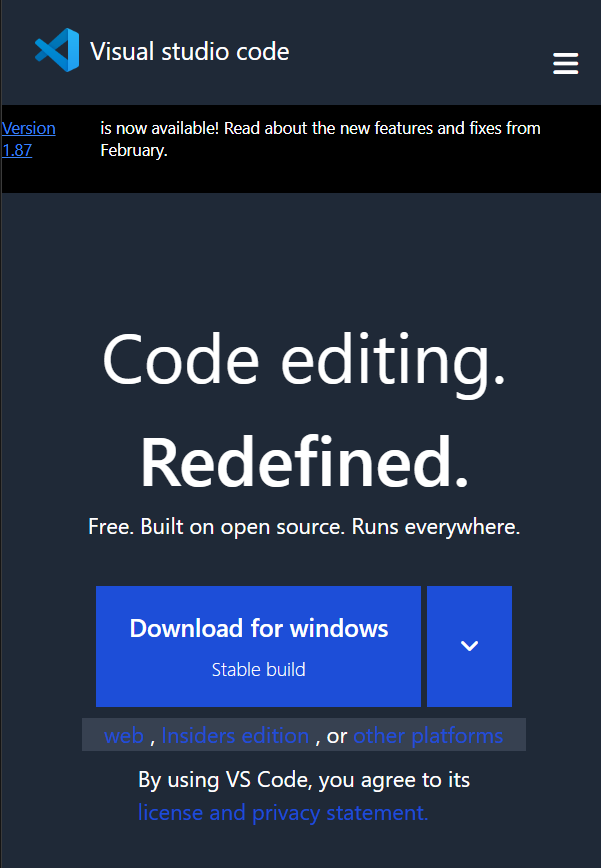 Visual studio code
Version is now available! Read about the new features and fixes from
1.87 February.
Code editing.
Redefined.
Free. Built on open source. Runs everywhere.
Download for windows
Stable build
web , Insiders edition , or other platforms
By using VS Code, you agree to its
license and privacy statement.